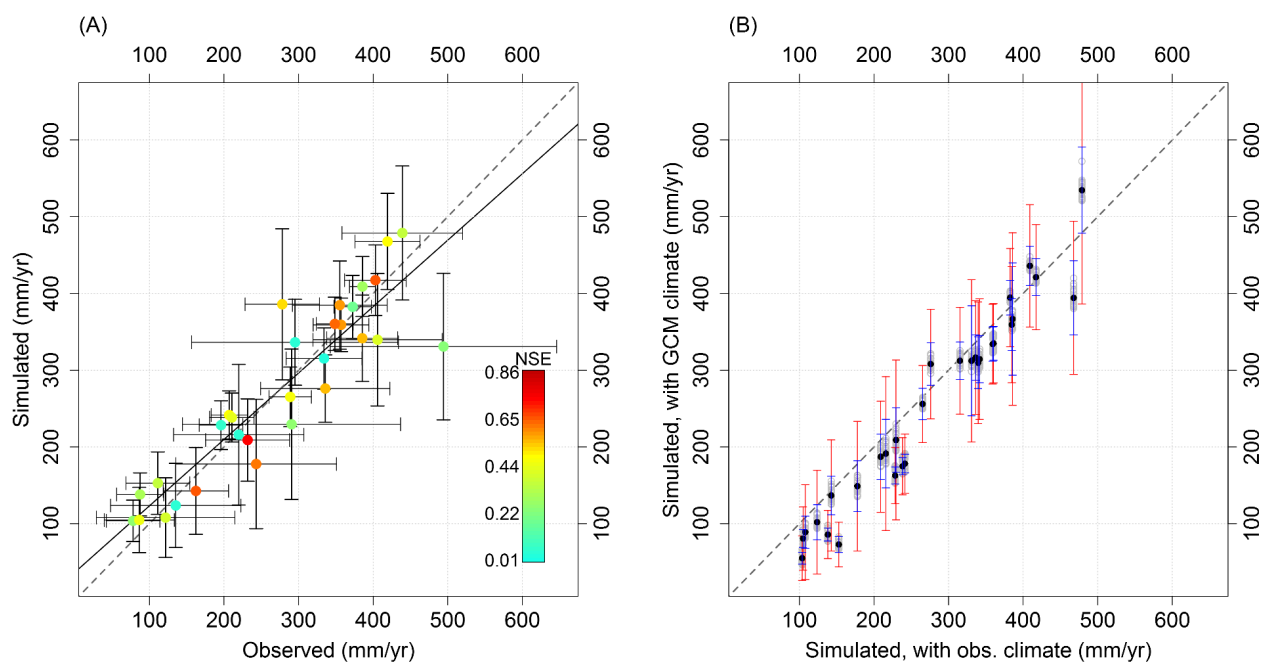 (A)
(B)
100 200 300 400 500 600
100 200 300 400 500 600
600
500
400
300
200
100
Simulated (mm/yr)
600
500
400
300
200
100
NSE
0.86
0.65
0.44
0.22
0.01
100 200 300 400 500 600
Observed (mm/yr)
600
500
400
300
200
100
Simulated, with GCM climate (mm/yr)
600
500
400
300
200
100
100 200 300 400 500 600
Simulated, with obs. climate (mm/yr)